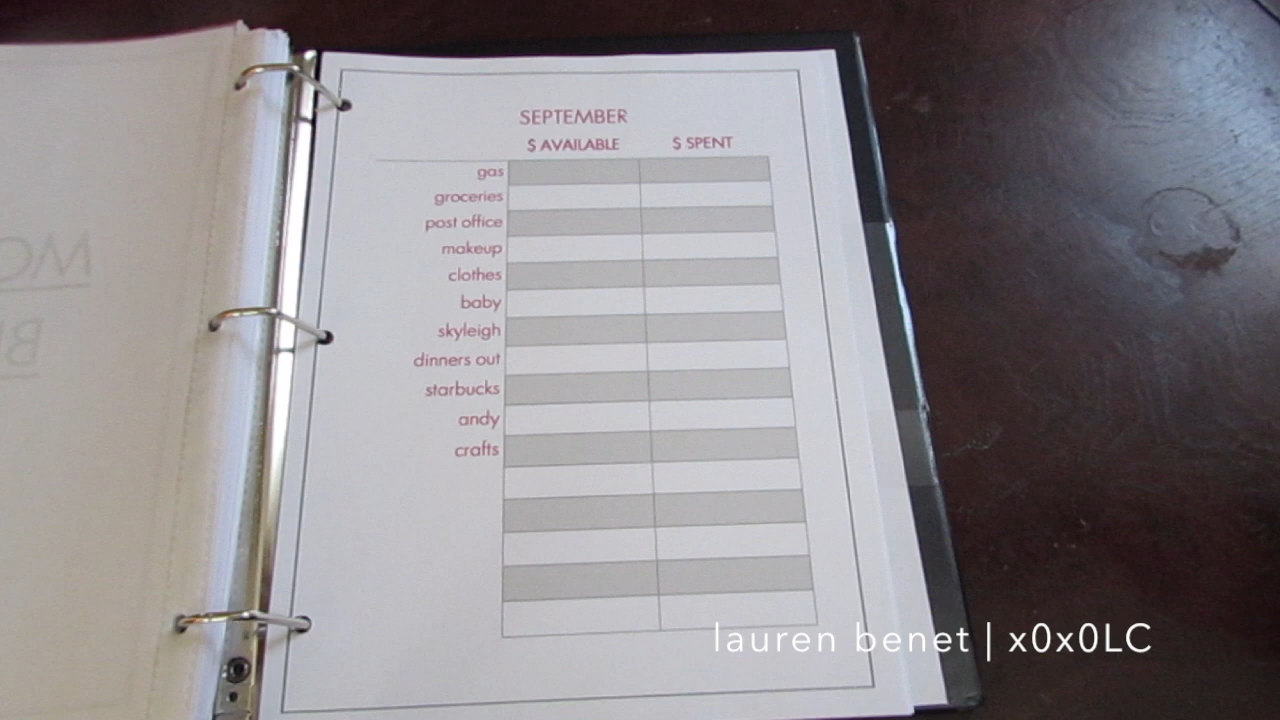 SEPTEMBER
$ AVAILABLE $ SPENT
gas
groceries
post office
makeup
clothes
baby
skyleigh
dinners out
starbucks
andy
crafts
lauren benet | x0x0LC